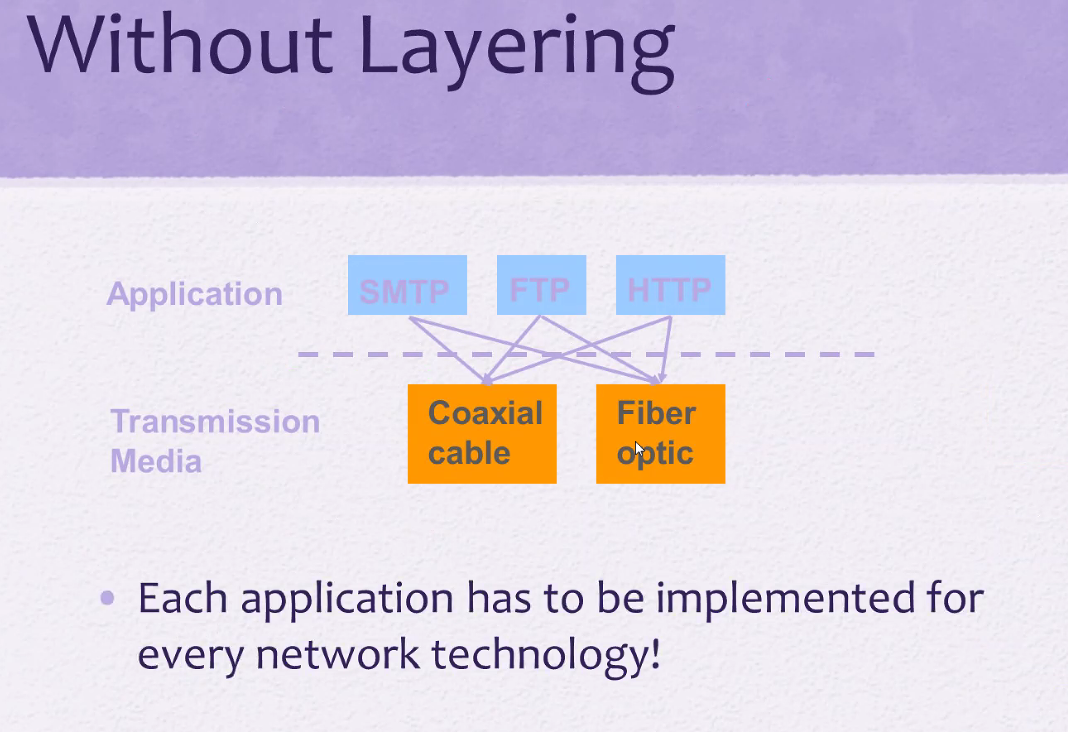 Without Layering
Application
SMTP
FTP
HTTP
Transmission
Media
Coaxial
cable
Fiber
optic
• Each application has to be implemented for
every network technology!